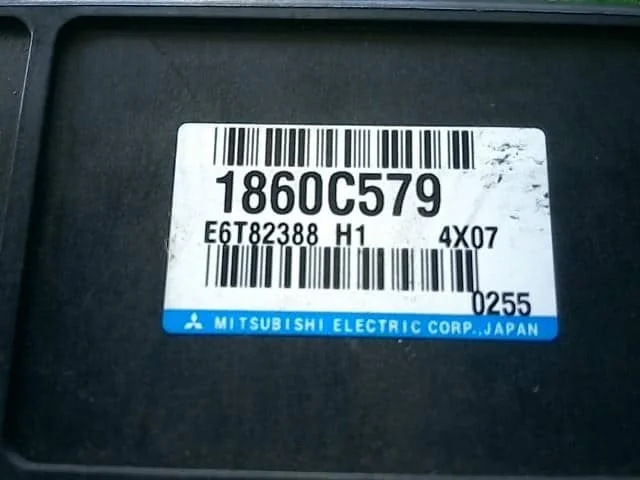 1860C579
E6T82388 H1 4X07
0255
MITSUBISHI ELECTRIC CORP., JAPAN